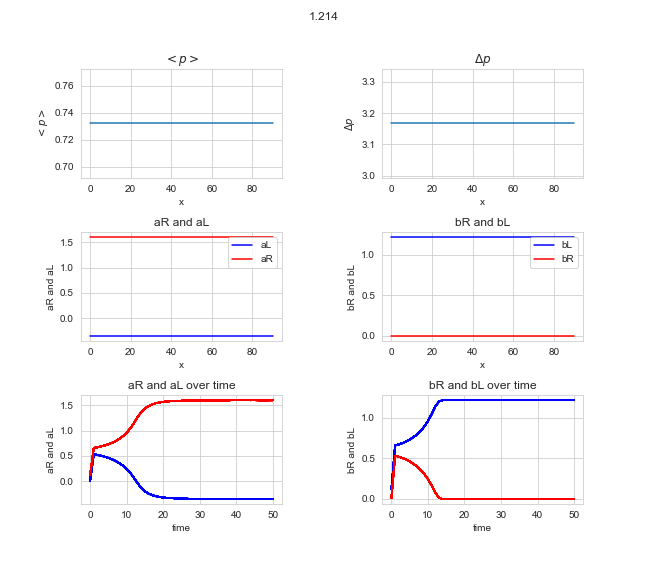 1.214
< p >
0.76
0.74
0.72
0.70
< p >
0 20 40 60 80
x
Δp
3.3
3.2
3.1
3.0
Δp
0 20 40 60 80
x
aR and aL
1.5
1.0
0.5
0.0
aR and aL
aL
aR
0 20 40 60 80
x
bR and bL
1.0
0.5
0.0
bR and bL
bL
bR
0 20 40 60 80
x
aR and aL over time
1.5
1.0
0.5
0.0
aR and aL
0 10 20 30 40 50
time
bR and bL over time
1.0
0.5
0.0
bR and bL
0 10 20 30 40 50
time